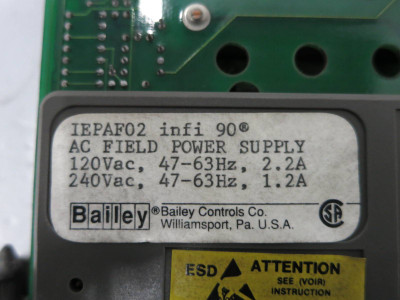 IEPAF02 infi 90®
AC FIELD POWER SUPPLY
120Vac, 47-63Hz, 2.2A
240Vac, 47-63Hz, 1.2A
Bailey® Bailey Controls Co.
Williamsport, Pa. U.S.A.
ESD ATTENTION
SEE (VOIR)
INSTRUCTION